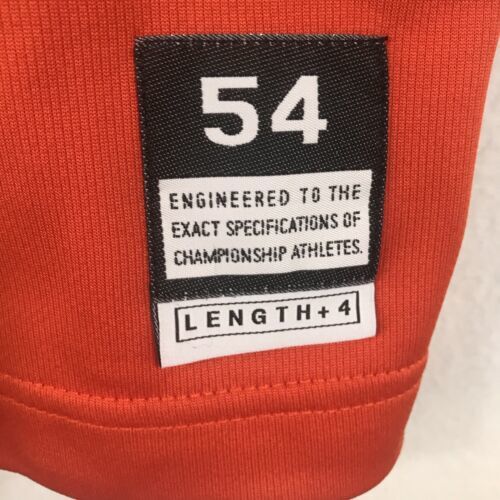 54
ENGINEERED TO THE
EXACT SPECIFICATIONS OF
CHAMPIONSHIP ATHLETES.
LENGTH+ 4